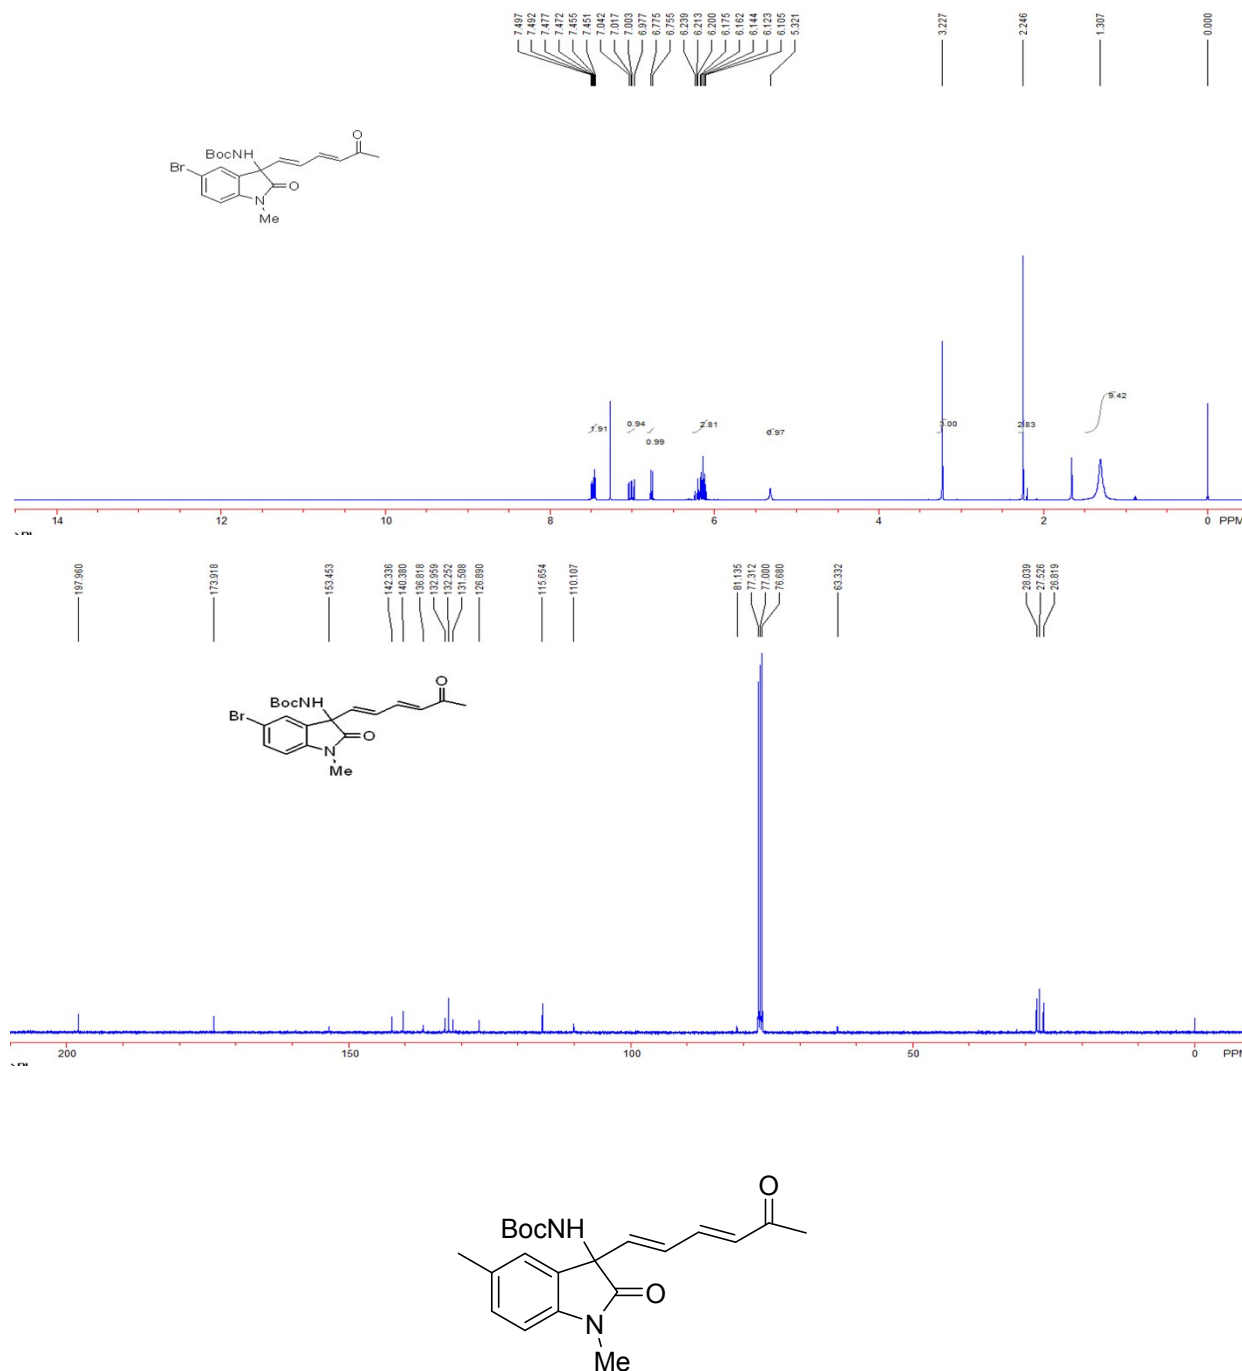 7.497 7.492 7.477 7.472 7.455 7.451 7.042 7.017 7.003 6.977 6.775 6.755 6.239 6.213 6.200 6.175 6.162 6.144 6.123 6.105 5.321 3.227 2.246 1.307 0.000
O
BocNH
Br
O
N
Me
1.91 0.94 0.99 2.81 0.97 3.00 2.83 9.42
14 12 10 8 6 4 2 0 PPM
197.960 173.918 153.453 142.336 140.380 136.818 132.959 132.252 131.508 126.890 115.654 110.107 81.135 77.312 77.000 76.680 63.332 28.039 27.526 26.819
O
BocNH
Br
O
N
Me
200 150 100 50 0 PPM
O
BocNH
O
N
Me